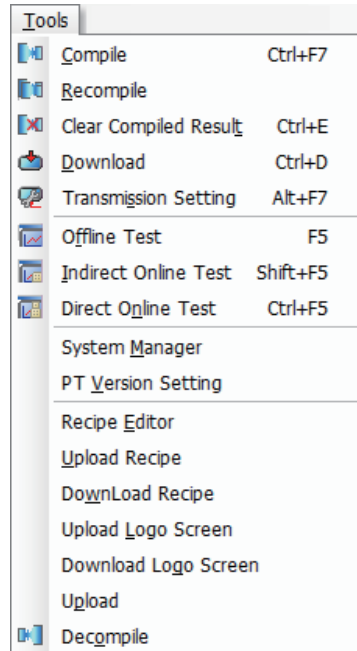 Tools
Compile Ctrl+F7
Recompile
Clear Compiled Result Ctrl+E
Download Ctrl+D
Transmission Setting Alt+F7
Offline Test F5
Indirect Online Test Shift+F5
Direct Online Test Ctrl+F5
System Manager
PT Version Setting
Recipe Editor
Upload Recipe
DownLoad Recipe
Upload Logo Screen
Download Logo Screen
Upload
Decompile